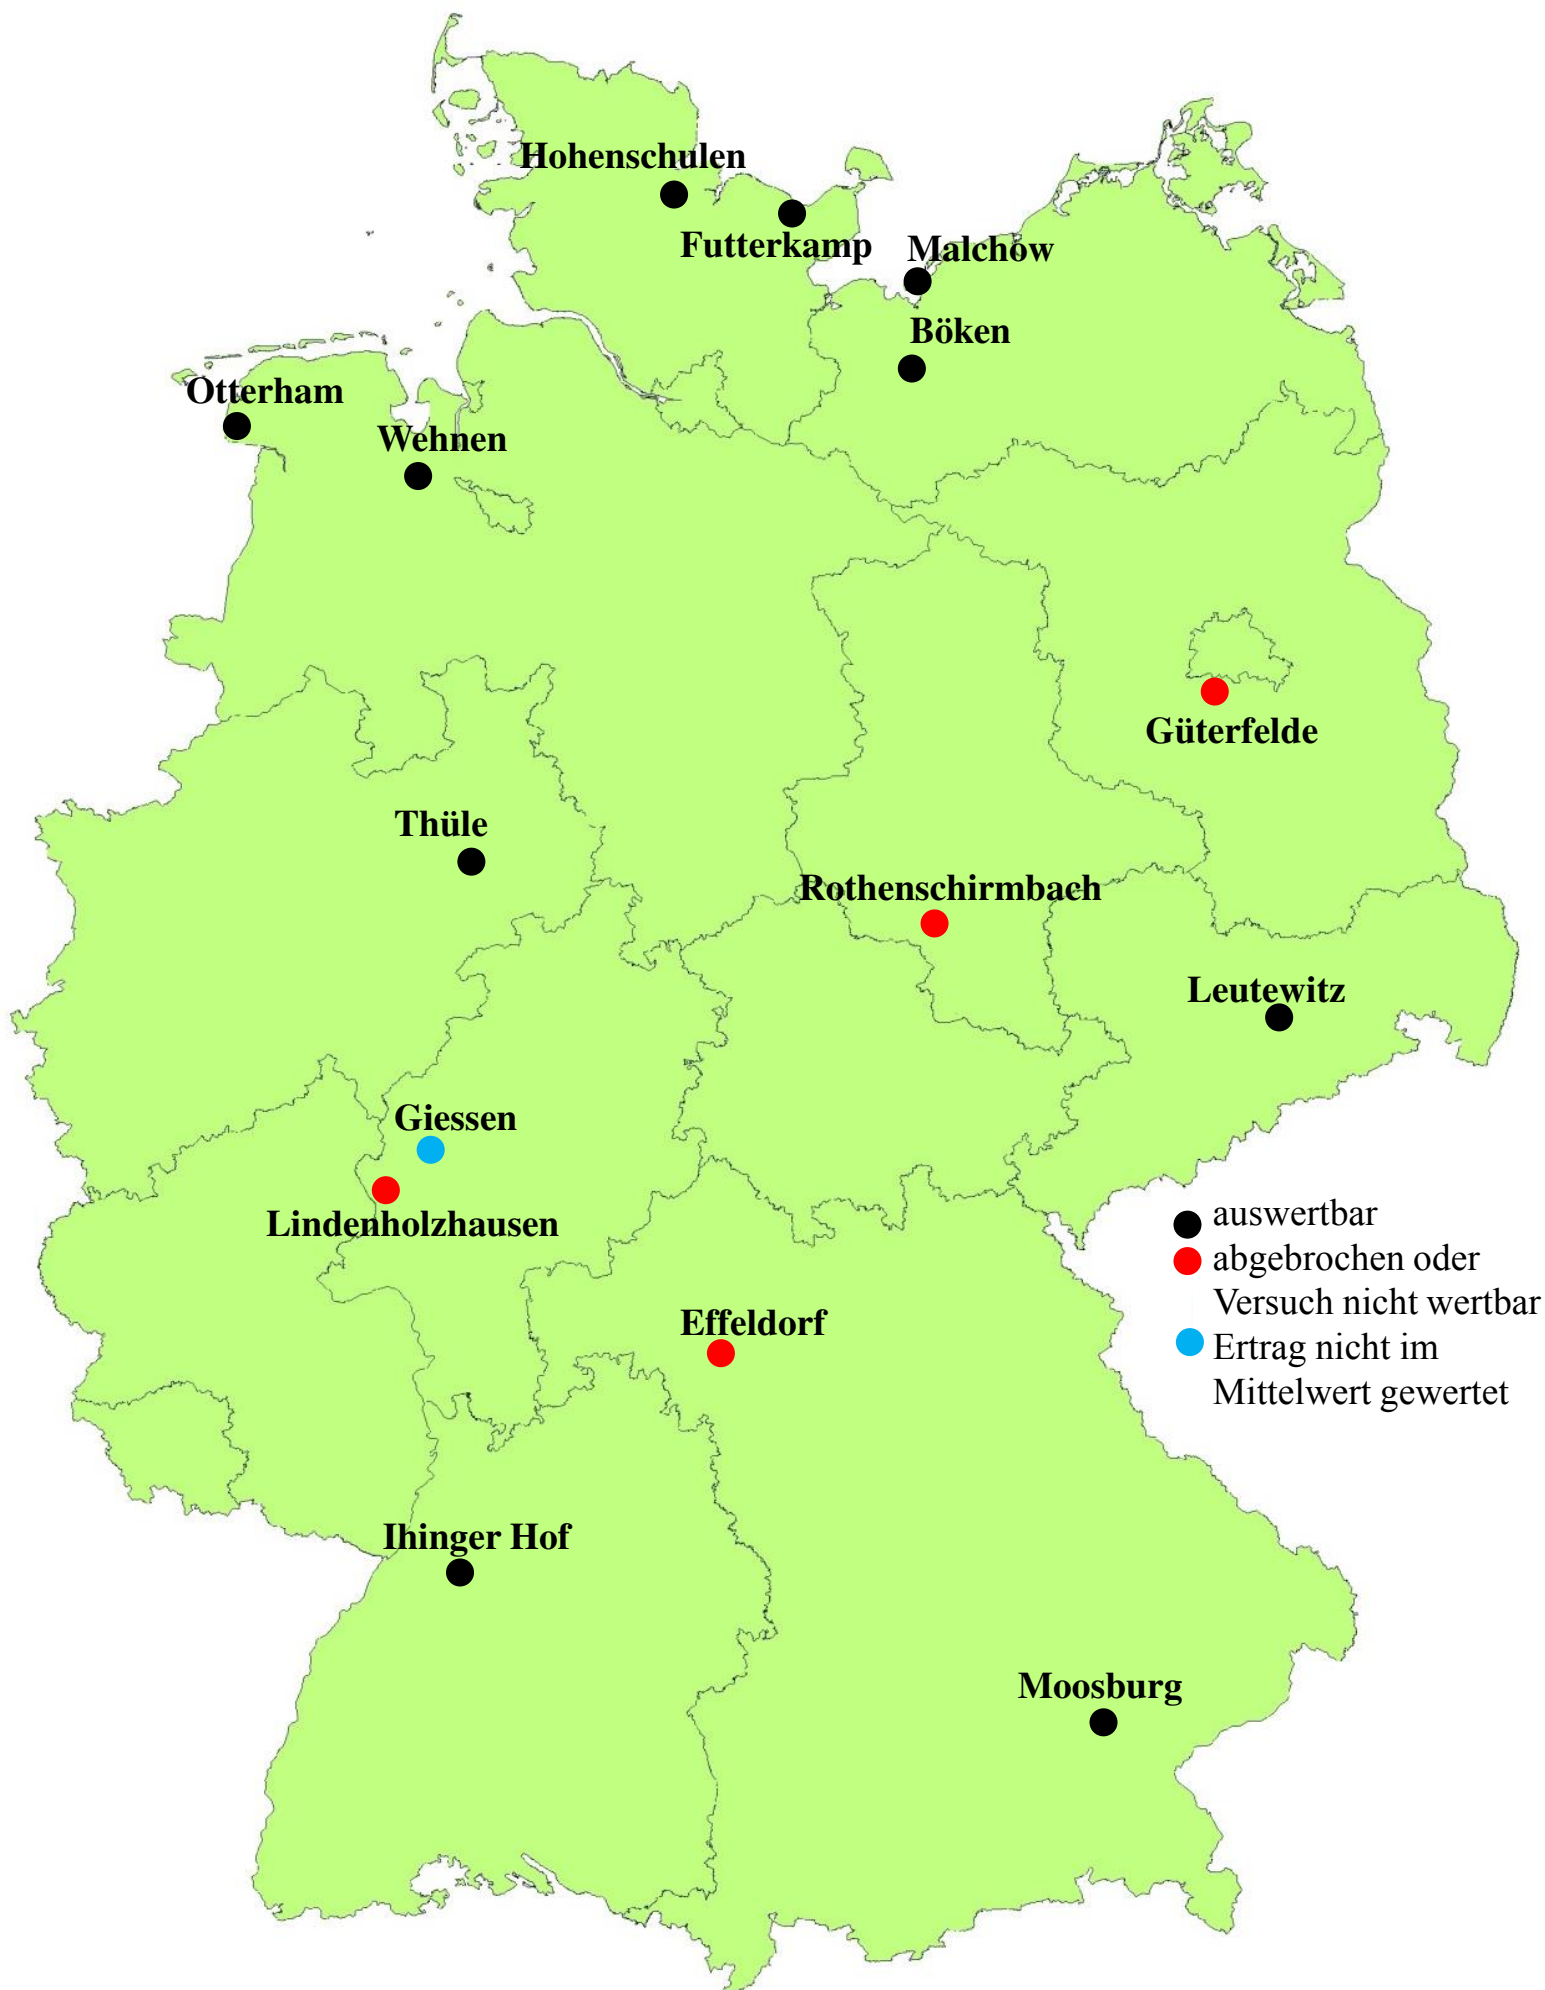 Hohenschulen
Futterkamp
Malchow
Böken
Otterham
Wehnen
Güterfelde
Thüle
Rothenschirmbach
Leutewitz
Giessen
Lindenholzhausen
auswertbar
abgebrochen oder
Versuch nicht wertbar
Ertrag nicht im
Mittelwert gewertet
Effeldorf
Ihinger Hof
Moosburg